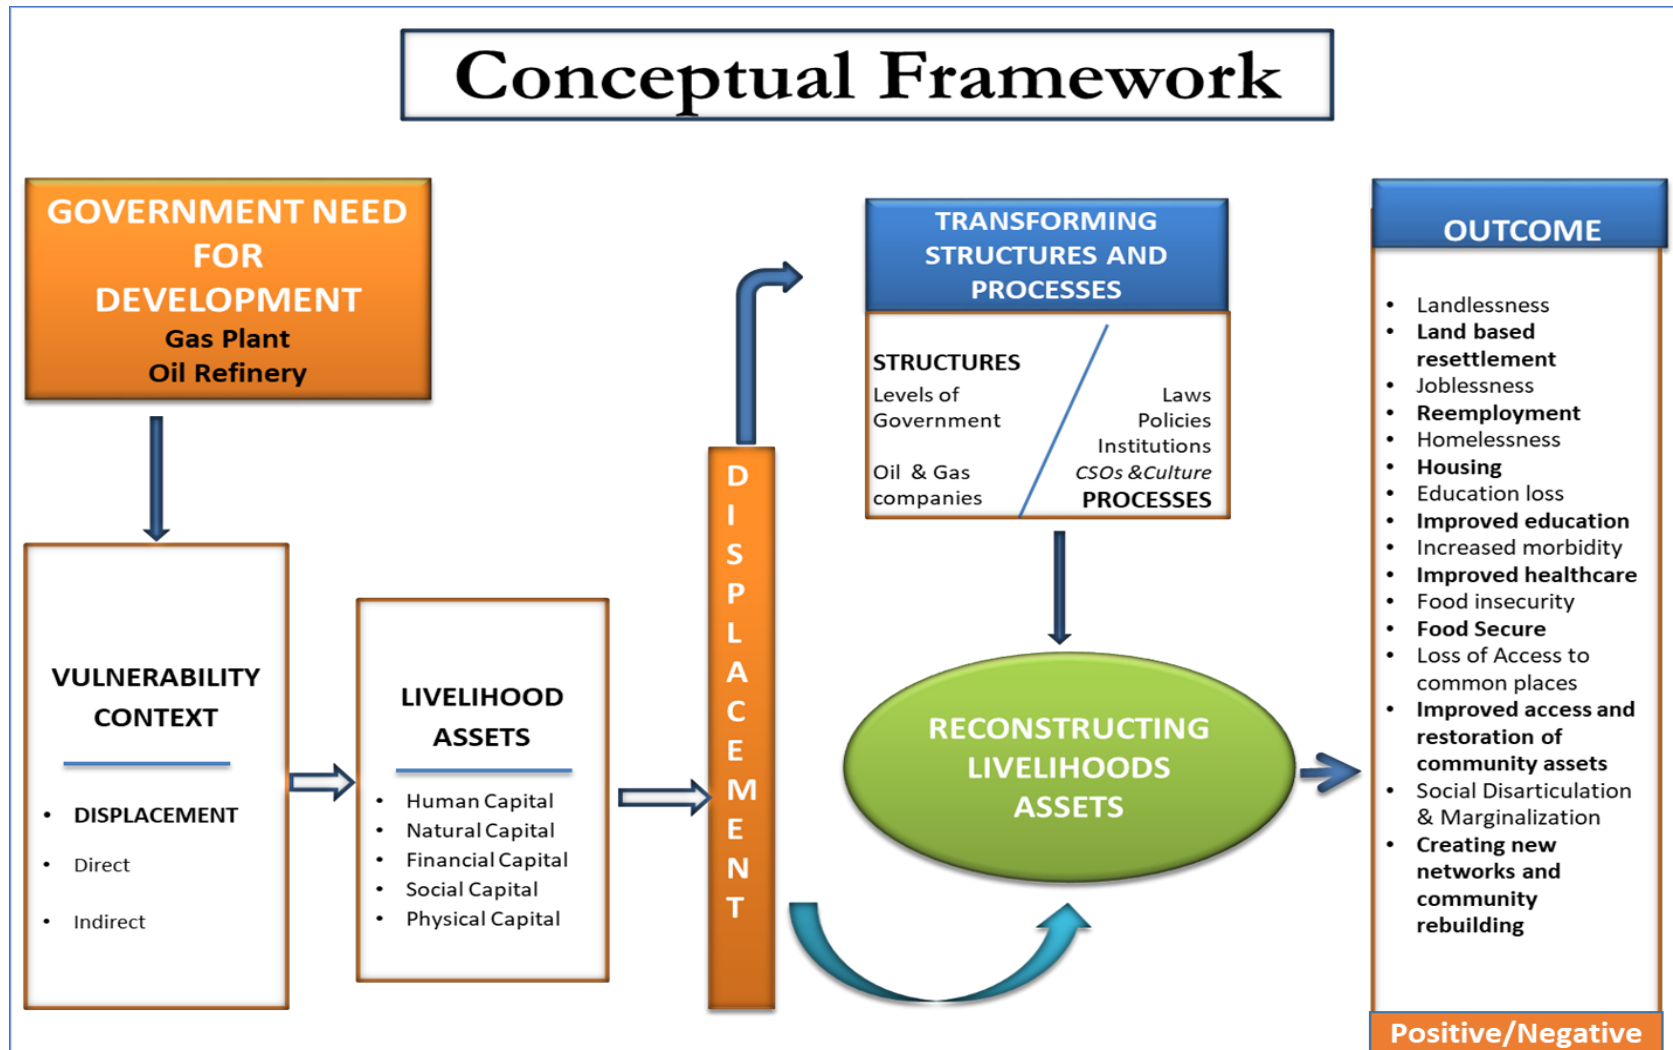 Conceptual Framework
GOVERNMENT NEED
FOR
DEVELOPMENT
Gas Plant
Oil Refinery
VULNERABILITY
CONTEXT
• DISPLACEMENT
• Direct
• Indirect
LIVELIHOOD
ASSETS
• Human Capital
• Natural Capital
• Financial Capital
• Social Capital
• Physical Capital
DISPLACEMENT
TRANSFORMING
STRUCTURES AND
PROCESSES
STRUCTURES
Levels of
Government
Oil & Gas
companies
Laws
Policies
Institutions
CSOs &Culture
PROCESSES
RECONSTRUCTING
LIVELIHOODS
ASSETS
OUTCOME
• Landlessness
• Land based
resettlement
• Joblessness
• Reemployment
• Homelessness
• Housing
• Education loss
• Improved education
• Increased morbidity
• Improved healthcare
• Food insecurity
• Food Secure
• Loss of Access to
common places
• Improved access and
restoration of
community assets
• Social Disarticulation
& Marginalization
• Creating new
networks and
community
rebuilding
Positive/Negative